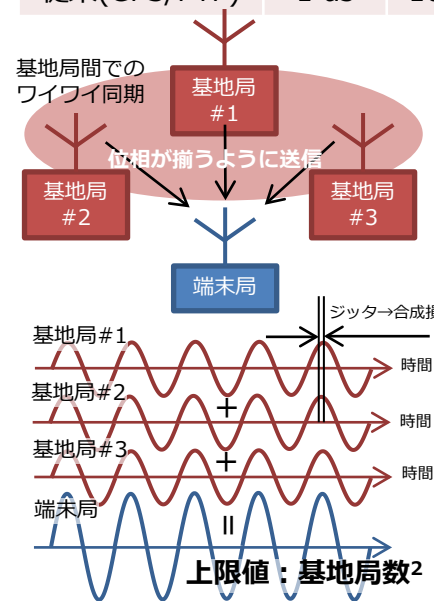 基地局間での
ワイワイ同期
基地局
#1
位相が揃うように送信
基地局
#2
基地局
#3
端末局
ジッタ→合成損
基地局#1
時間
基地局#2
+
時間
基地局#3
+
時間
端末局
=
上限値:基地局数²